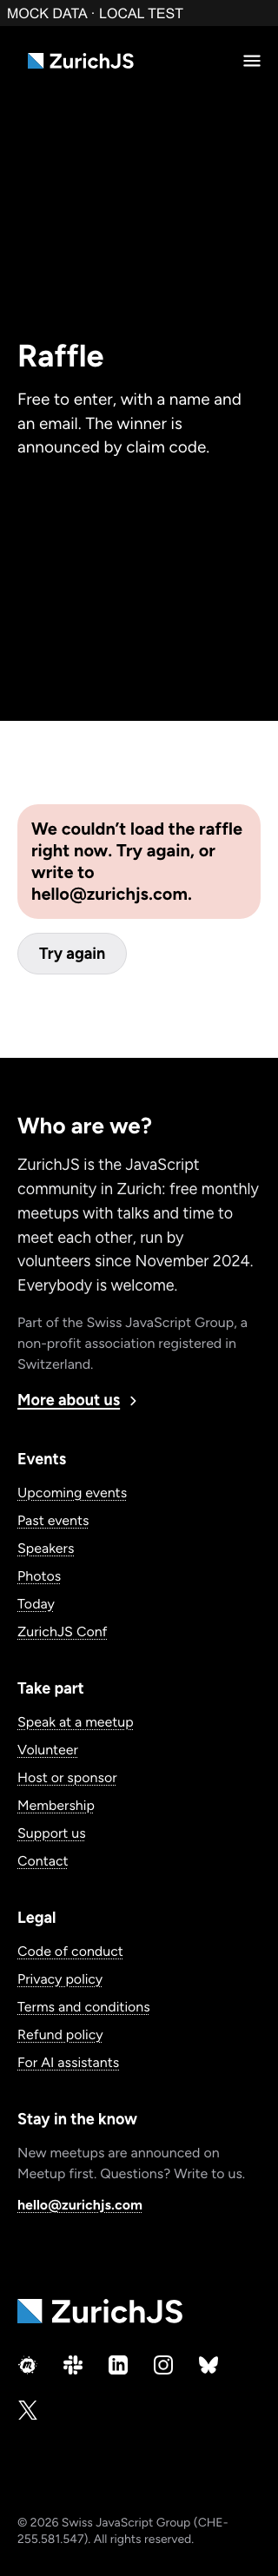 MOCK DATA · LOCAL TEST
ZurichJS
Raffle
Free to enter, with a name and
an email. The winner is
announced by claim code.
We couldn’t load the raffle
right now. Try again, or
write to
hello@zurichjs.com.
Try again
Who are we?
ZurichJS is the JavaScript
community in Zurich: free monthly
meetups with talks and time to
meet each other, run by
volunteers since November 2024.
Everybody is welcome.
Part of the Swiss JavaScript Group, a
non-profit association registered in
Switzerland.
More about us
Events
Upcoming events
Past events
Speakers
Photos
Today
ZurichJS Conf
Take part
Speak at a meetup
Volunteer
Host or sponsor
Membership
Support us
Contact
Legal
Code of conduct
Privacy policy
Terms and conditions
Refund policy
For AI assistants
Stay in the know
New meetups are announced on
Meetup first. Questions? Write to us.
hello@zurichjs.com
ZurichJS
© 2026 Swiss JavaScript Group (CHE-
255.581.547). All rights reserved.